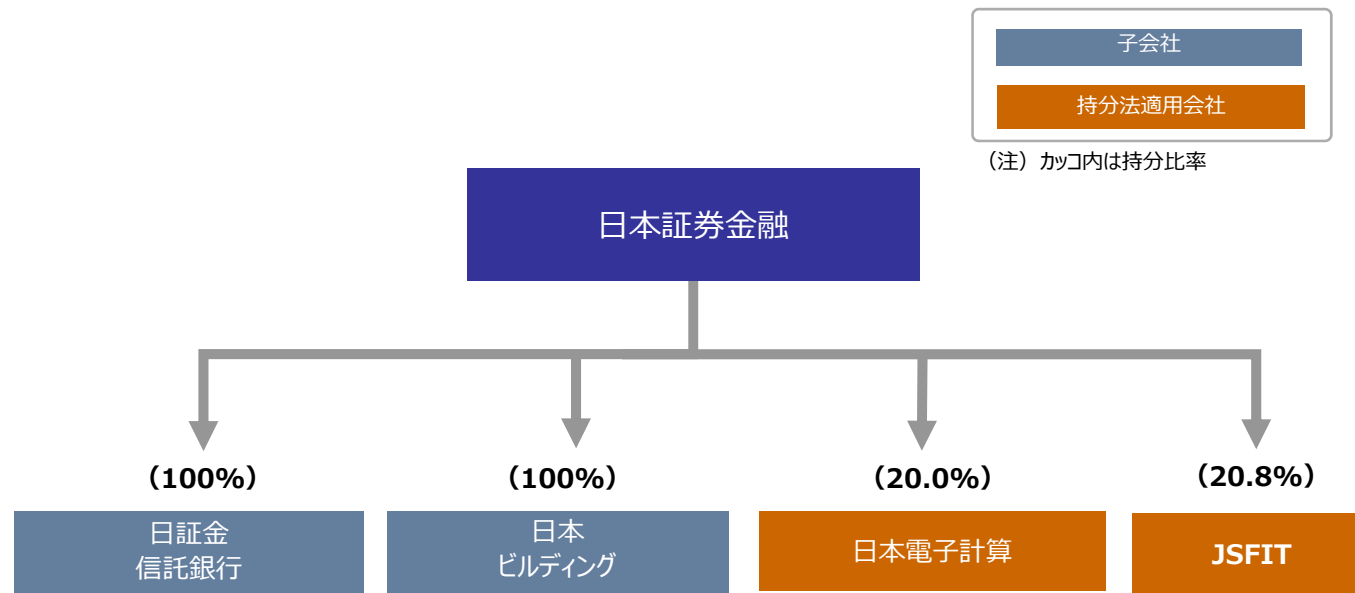 子会社
持分法適用会社
（注）カッコ内は持分比率
日本証券金融
（100%）
（100%）
（20.0%）
（20.8%）
日証金
信託銀行
日本
ビルディング
日本電子計算
JSFIT